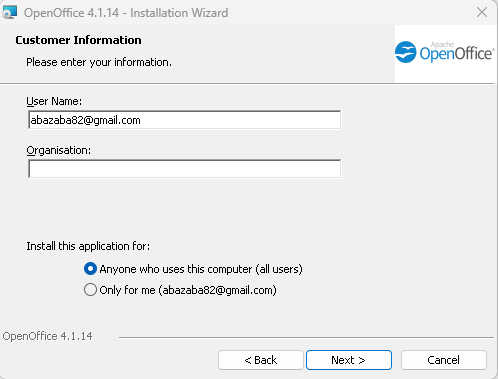 OpenOffice 4.1.14 - Installation Wizard
Customer Information
Please enter your information.
Apache
OpenOffice™
User Name:
abazaba82@gmail.com
Organisation:
Install this application for:
Anyone who uses this computer (all users)
Only for me (abazaba82@gmail.com)
OpenOffice 4.1.14
< Back
Next >
Cancel